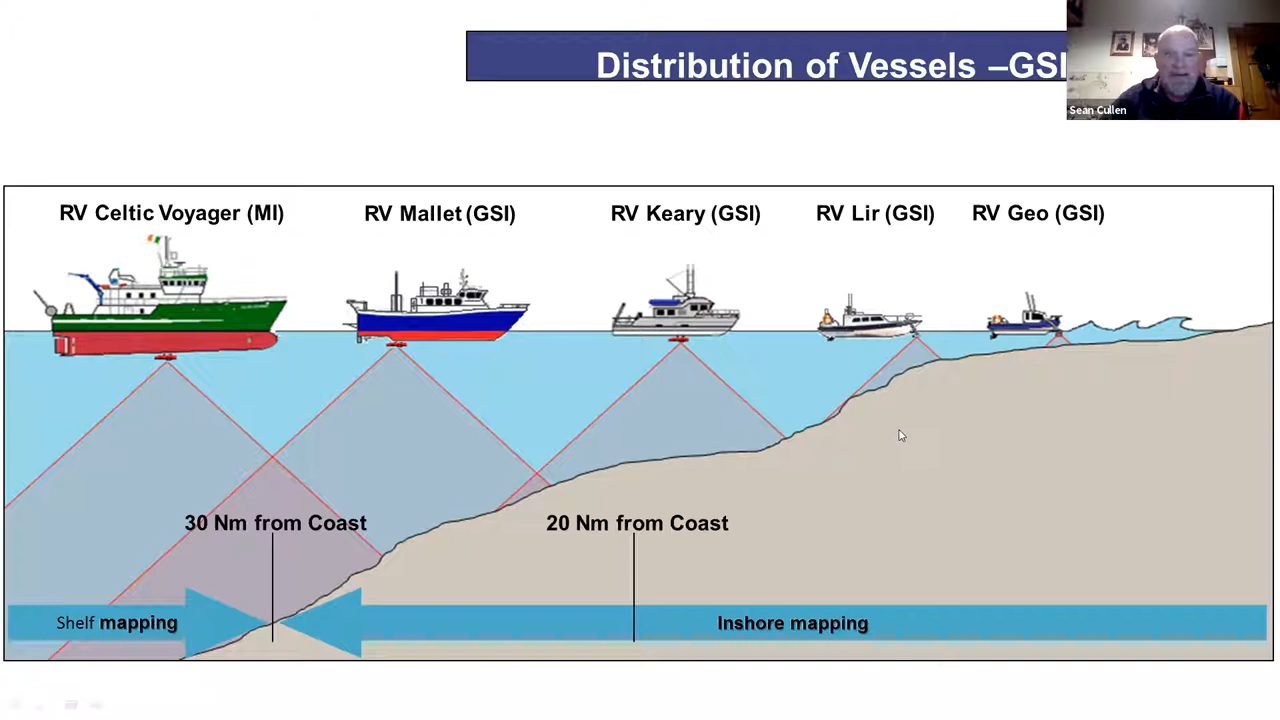 Distribution of Vessels –GSI
Sean Cullen
RV Celtic Voyager (MI)
RV Mallet (GSI)
RV Keary (GSI)
RV Lir (GSI)
RV Geo (GSI)
30 Nm from Coast
20 Nm from Coast
Shelf mapping
Inshore mapping